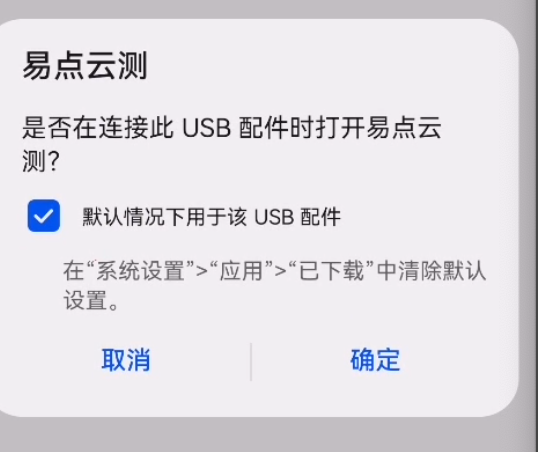 易点云测
是否在连接此 USB 配件时打开易点云
测？
默认情况下用于该 USB 配件
在“系统设置”>“应用”>“已下载”中清除默认
设置。
取消
确定